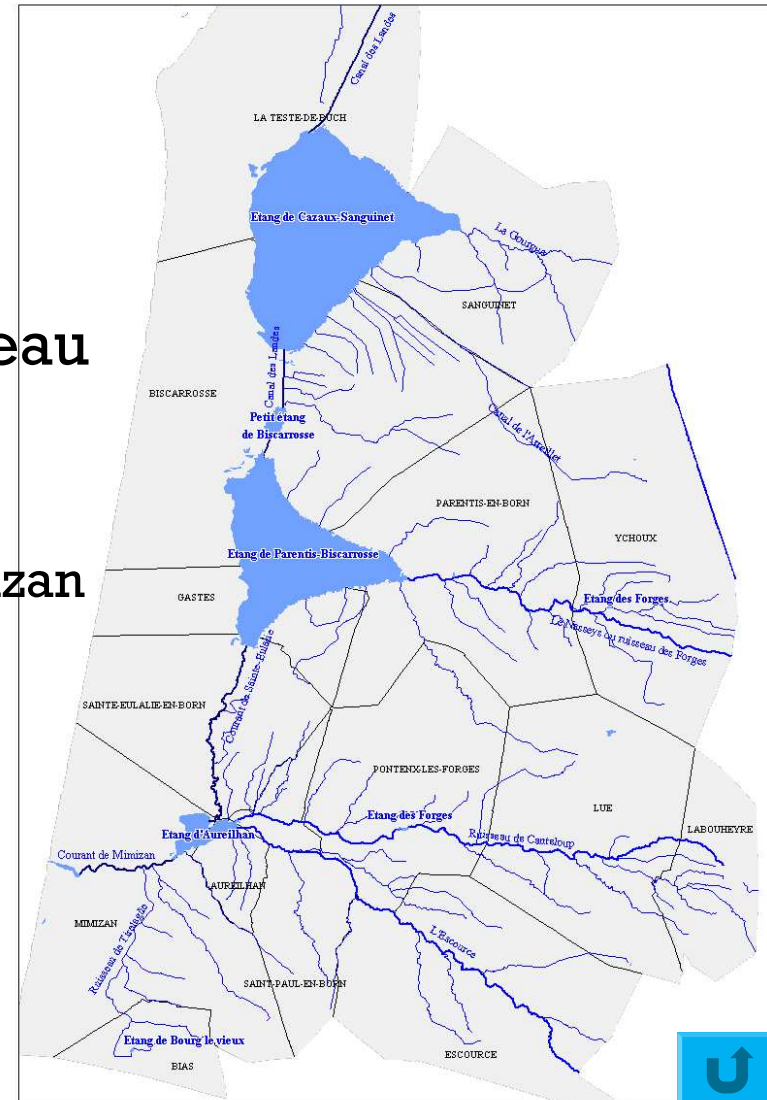 Canal des Landes
LA TESTE-DE-BUCH
Etang de Cazaux-Sanguinet
La Gourgue
SANGUINET
eau
Canal des Landes
BISCARROSSE
Petit étang
de Biscarrosse
Canal de l'Arreillet
PARENTIS-EN-BORN
YCHOUX
Etang de Parentis-Biscarrosse
izan
GASTES
Etang des Forges
Le Nasseys ou ruisseau des Forges
Courant de Sainte-Eulalie
SAINTE-EULALIE-EN-BORN
PONTENX-LES-FORGES
LUE
Etang des Forges
LABOUHEYRE
Etang d'Aureilhan
Ruisseau de Canteloup
Courant de Mimizan
AUREILHAN
MIMIZAN
Ruisseau de
L'Escource
SAINT-PAUL-EN-BORN
Etang de Bourg le vieux
BIAS
ESCOURCE